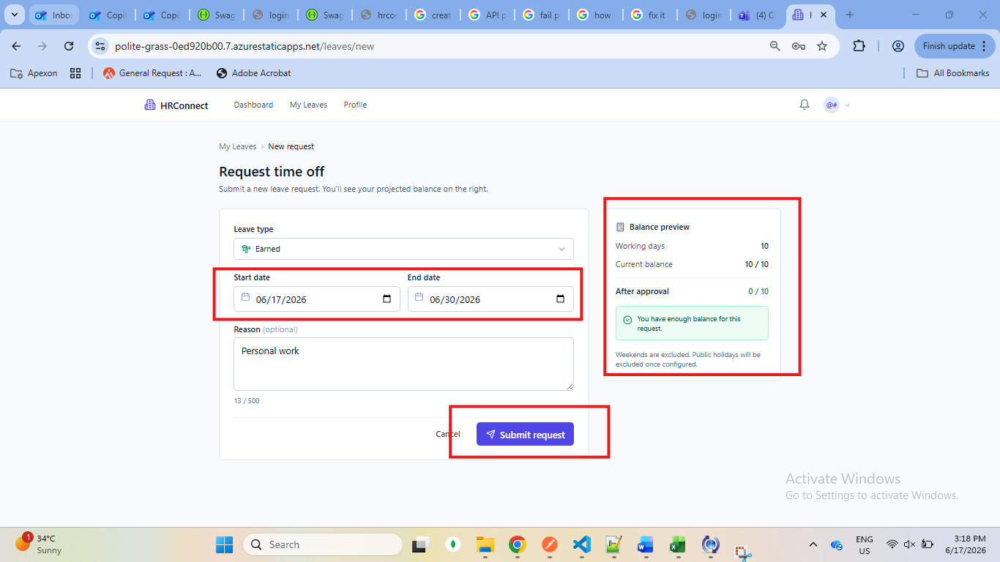 Inbo
Copil
Copil
Swag
login
Swag
hrcon
creat
API p
fail p
how
fix it
login
(4) C
polite-grass-0ed920b00.7.azurestaticapps.net/leaves/new
Finish update
Apexon
General Request : A...
Adobe Acrobat
All Bookmarks
HRConnect
Dashboard
My Leaves
Profile
@#
My Leaves › New request
Request time off
Submit a new leave request. You'll see your projected balance on the right.
Leave type
Earned
Start date
End date
06/17/2026
06/30/2026
Reason (optional)
Personal work
13 / 500
Cancel
Submit request
Balance preview
Working days 10
Current balance 10 / 10
After approval 0 / 10
You have enough balance for this
request.
Weekends are excluded. Public holidays will be
excluded once configured.
Activate Windows
Go to Settings to activate Windows.
1
34°C
Sunny
Search
ENG
US
3:18 PM
6/17/2026